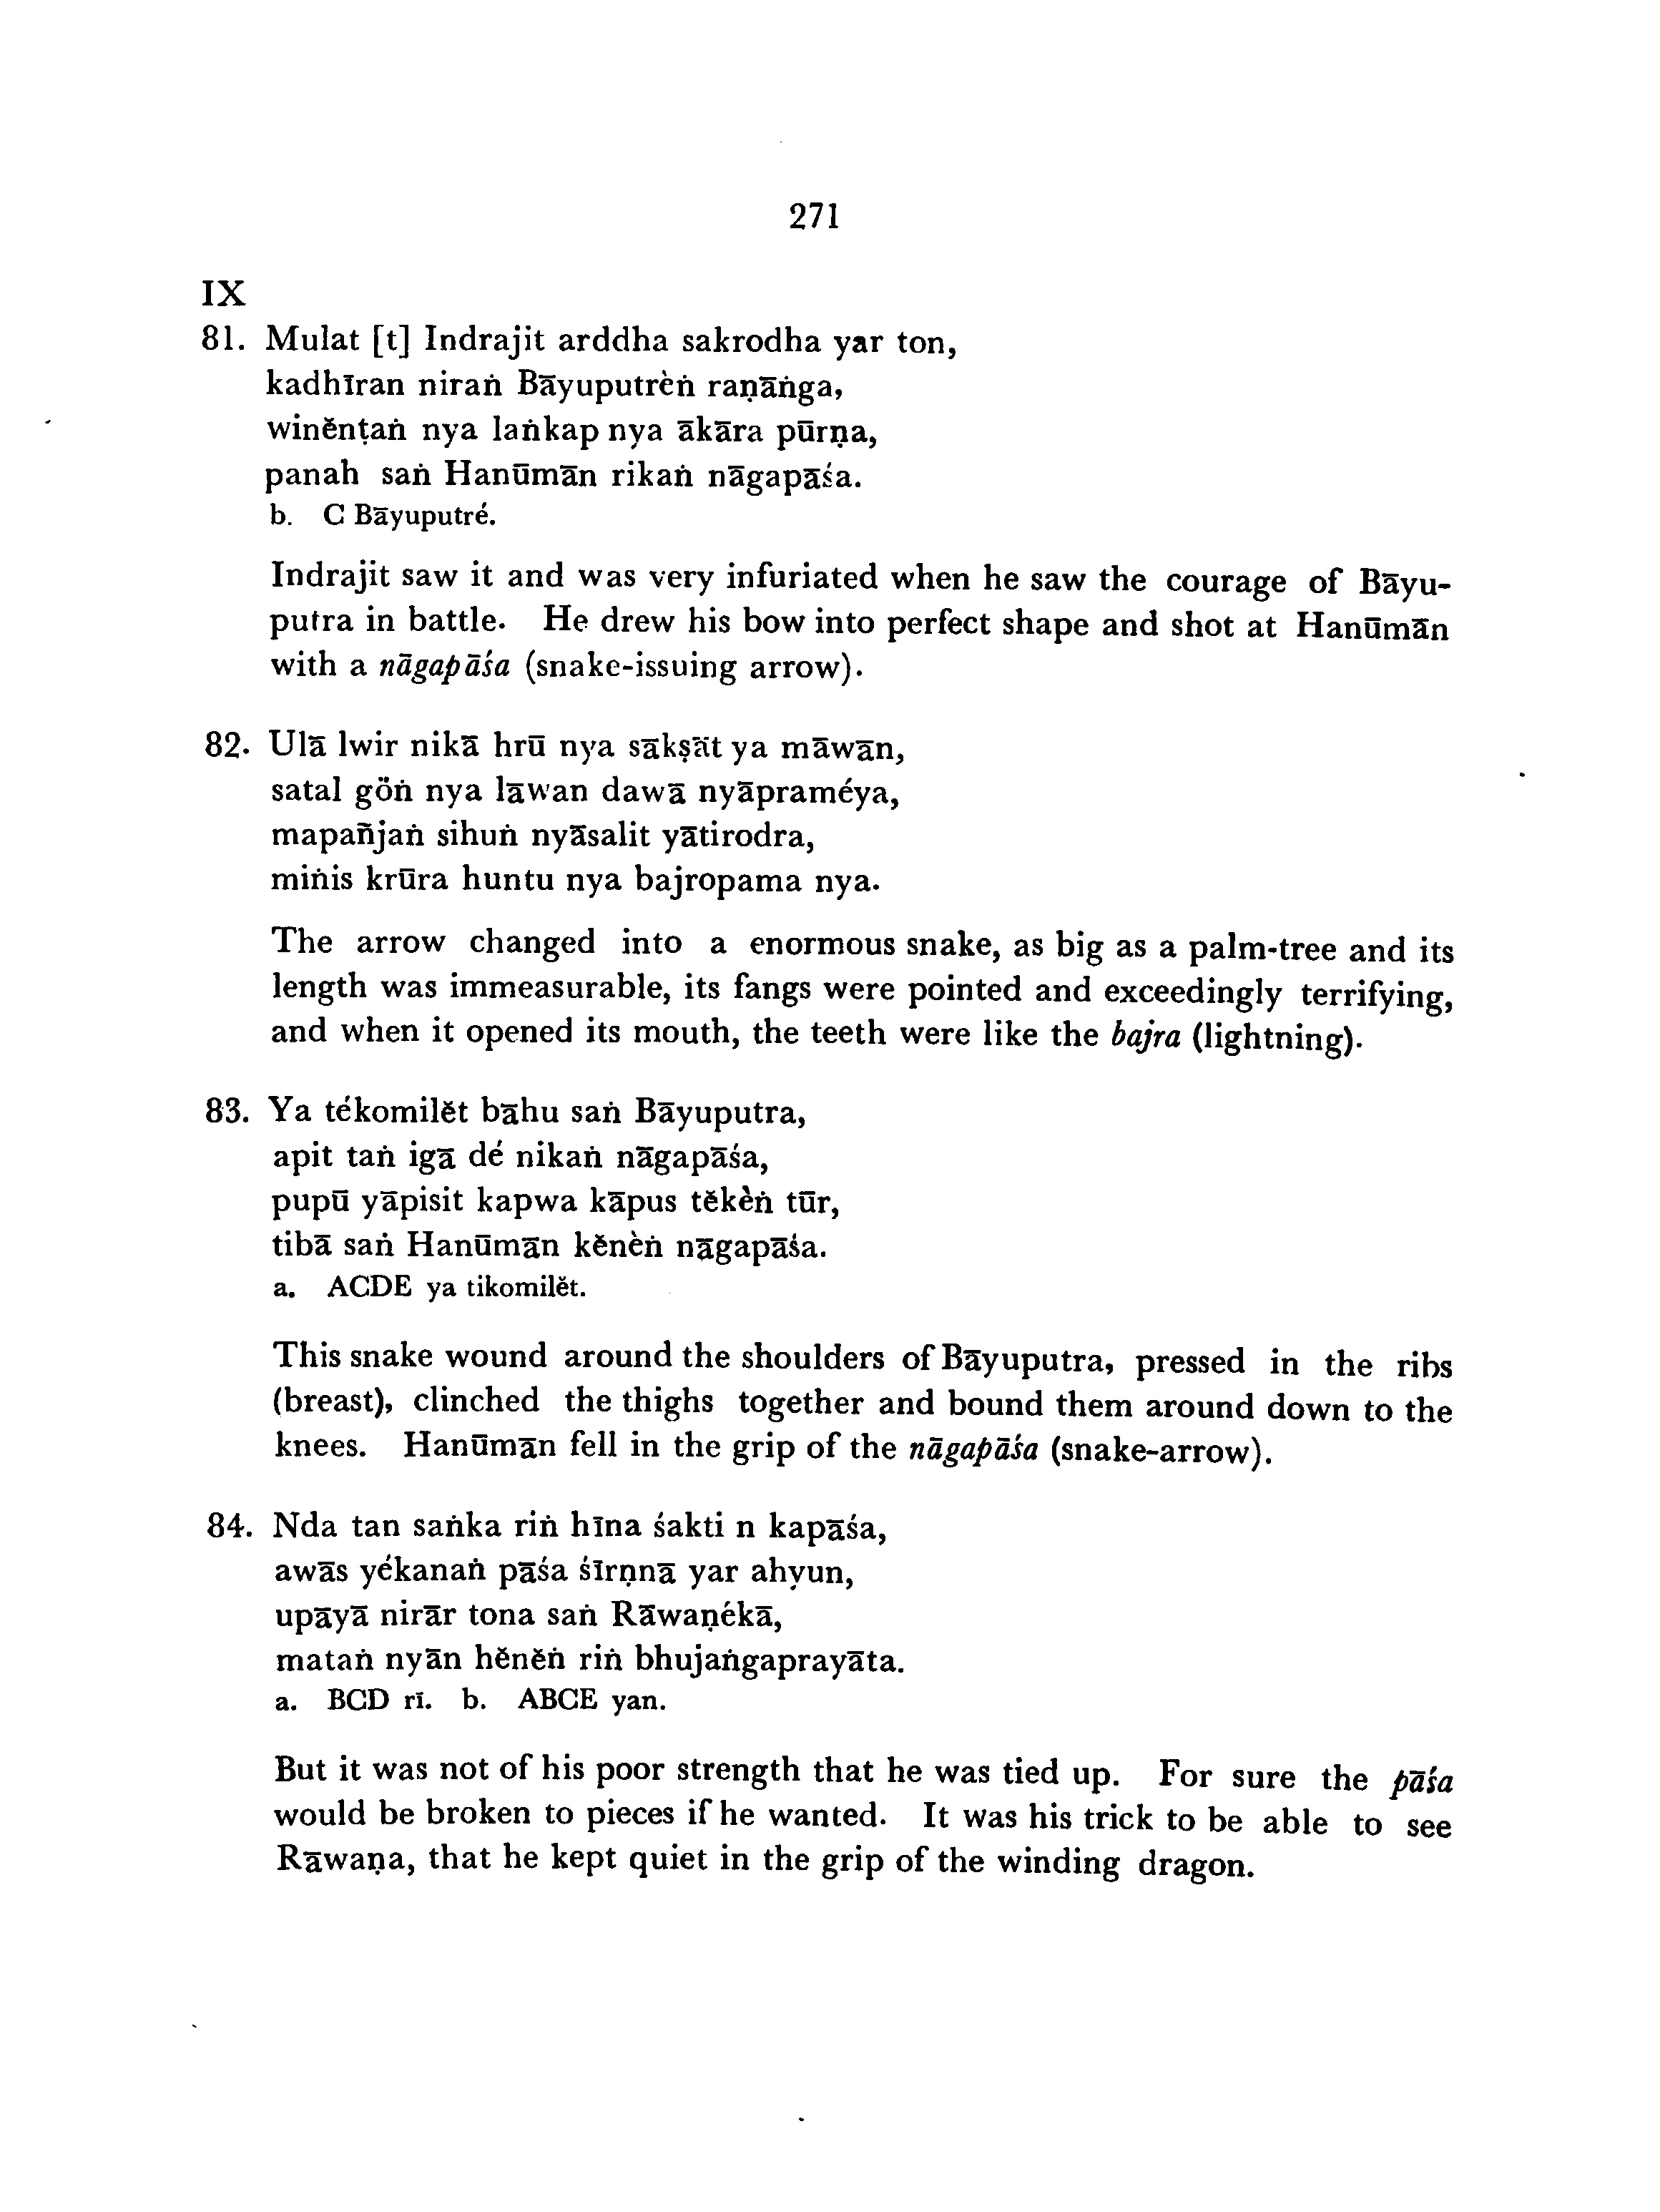 271
IX
81. Mulat [t] Indrajit arddha sakrodha yar ton,
kadhīran niraṅ Bāyuputrèṅ raṇāṅga,
winĕnṭaṅ nya laṅkap nya ākāra pūrṇa,
panah saṅ Hanūmān rikaṅ nāgapāśa.
b. C Bāyuputré.
Indrajit saw it and was very infuriated when he saw the courage of Bāyu-
putra in battle. He drew his bow into perfect shape and shot at Hanūmān
with a nāgapāśa (snake-issuing arrow).
82. Ulā lwir nikā hrū nya sākṣāt ya māwān,
satal göṅ nya lāwan dawā nyāpraméya,
mapañjaṅ sihuṅ nyāsalit yātirodra,
miṅis krūra huntu nya bajropama nya.
The arrow changed into a enormous snake, as big as a palm-tree and its
length was immeasurable, its fangs were pointed and exceedingly terrifying,
and when it opened its mouth, the teeth were like the bajra (lightning).
83. Ya tékomilĕt bāhu saṅ Bāyuputra,
apit taṅ igā dé nikaṅ nāgapāśa,
pupū yāpisit kapwa kāpus tĕkèṅ tūr,
tibā saṅ Hanūmān kĕnèṅ nāgapāśa.
a. ACDE ya tikomilĕt.
This snake wound around the shoulders of Bāyuputra, pressed in the ribs
(breast), clinched the thighs together and bound them around down to the
knees. Hanūmān fell in the grip of the nāgapāśa (snake-arrow).
84. Nda tan saṅka riṅ hīna śakti n kapāśa,
awās yékanaṅ pāśa śīrṇnā yar ahyun,
upāyā nirār tona saṅ Rāwaṇékā,
mataṅ nyān hĕnĕṅ riṅ bhujaṅgaprayāta.
a. BCD rī. b. ABCE yan.
But it was not of his poor strength that he was tied up. For sure the pāśa
would be broken to pieces if he wanted. It was his trick to be able to see
Rāwaṇa, that he kept quiet in the grip of the winding dragon.